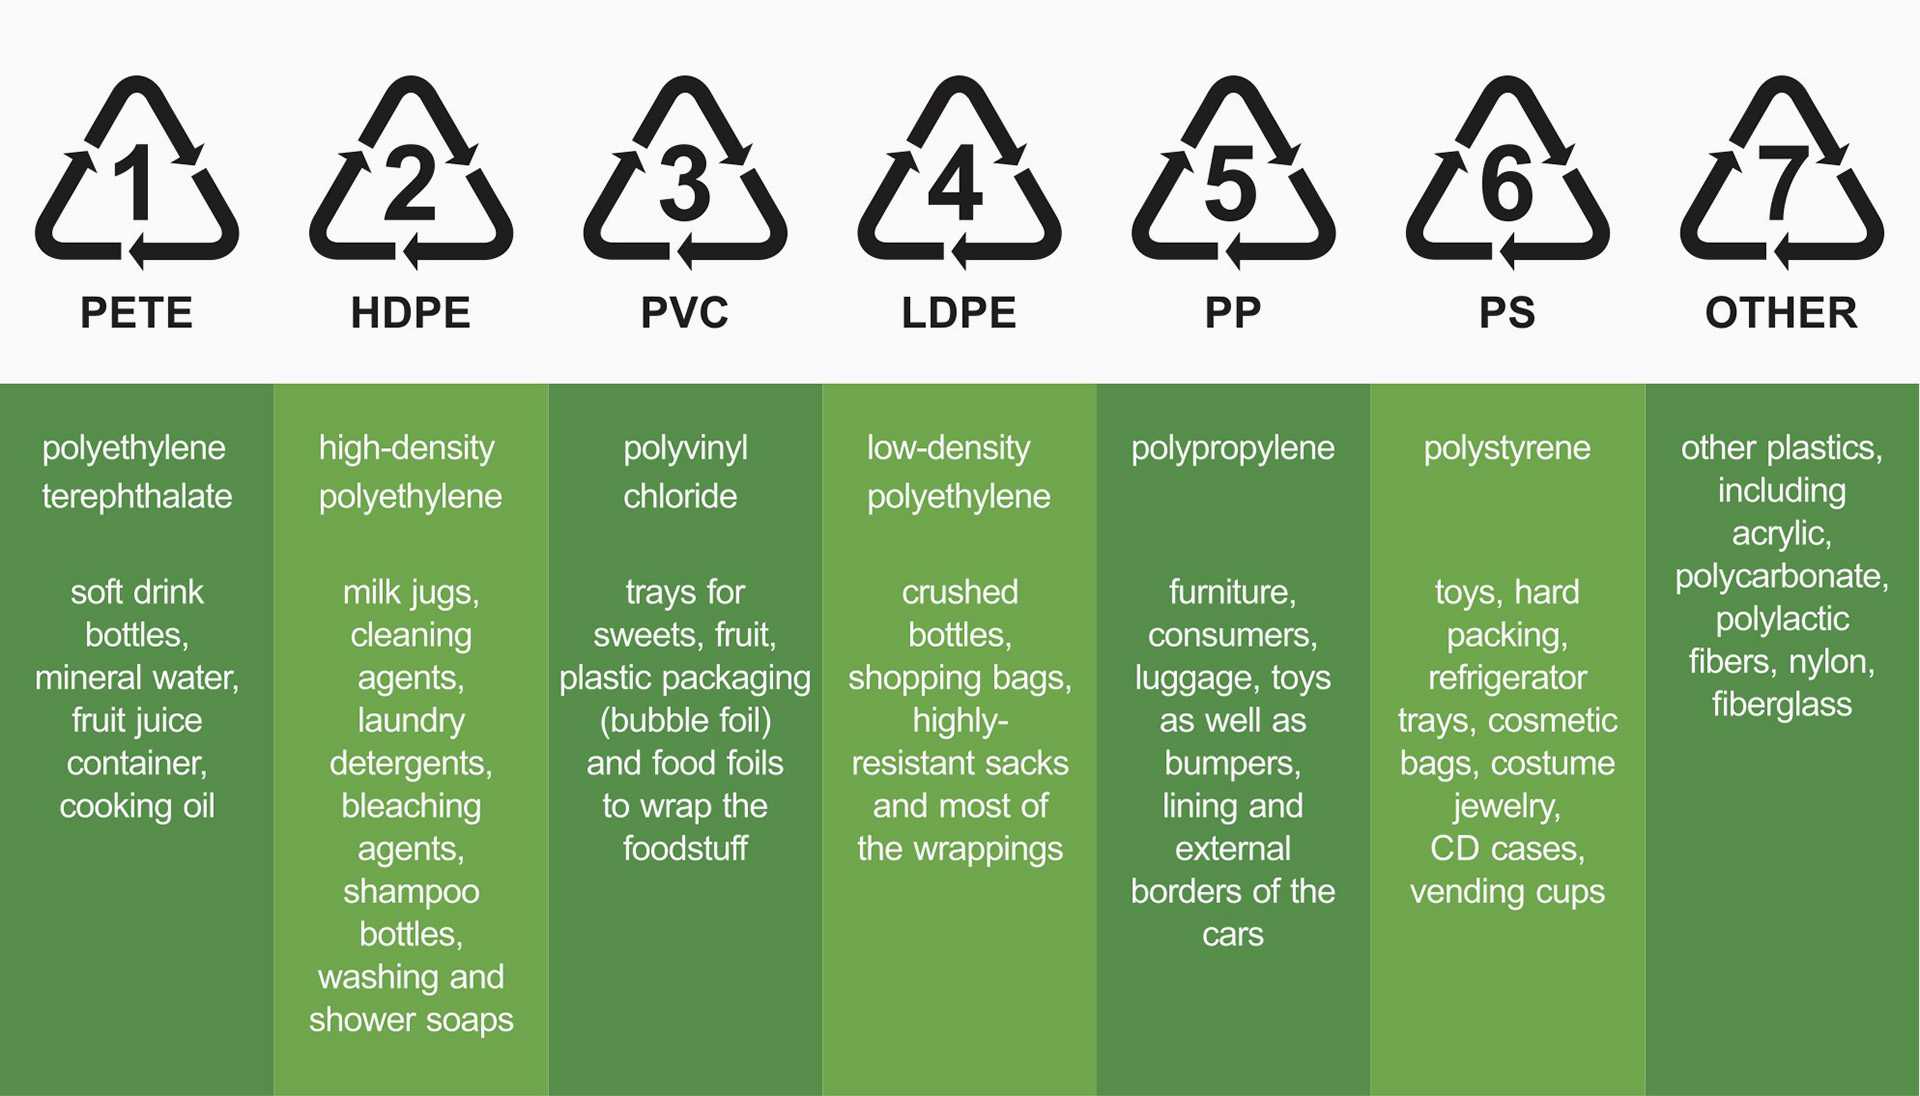 1
PETE
polyethylene
terephthalate
soft drink
bottles,
mineral water,
fruit juice
container,
cooking oil
2
HDPE
high-density
polyethylene
milk jugs,
cleaning
agents,
laundry
detergents,
bleaching
agents,
shampoo
bottles,
washing and
shower soaps
3
PVC
polyvinyl
chloride
trays for
sweets, fruit,
plastic packaging
(bubble foil)
and food foils
to wrap the
foodstuff
4
LDPE
low-density
polyethylene
crushed
bottles,
shopping bags,
highly-
resistant sacks
and most of
the wrappings
5
PP
polypropylene
furniture,
consumers,
luggage, toys
as well as
bumpers,
lining and
external
borders of the
cars
6
PS
polystyrene
toys, hard
packing,
refrigerator
trays, cosmetic
bags, costume
jewelry,
CD cases,
vending cups
7
OTHER
other plastics,
including
acrylic,
polycarbonate,
polylactic
fibers, nylon,
fiberglass